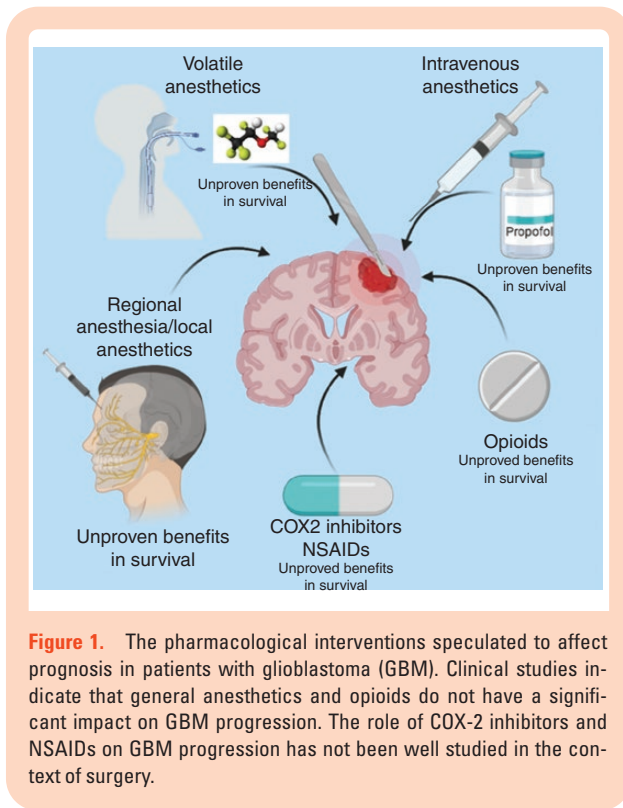 Volatile
anesthetics
Intravenous
anesthetics
Unproven benefits
in survival
Propofol
Unproven benefits
in survival
Regional
anesthesia/local
anesthetics
Opioids
Unproved benefits
in survival
Unproven benefits
in survival
COX2 inhibitors
NSAIDs
Unproved benefits
in survival
Figure 1. The pharmacological interventions speculated to affect
prognosis in patients with glioblastoma (GBM). Clinical studies in-
dicate that general anesthetics and opioids do not have a signifi-
cant impact on GBM progression. The role of COX-2 inhibitors and
NSAIDs on GBM progression has not been well studied in the con-
text of surgery.